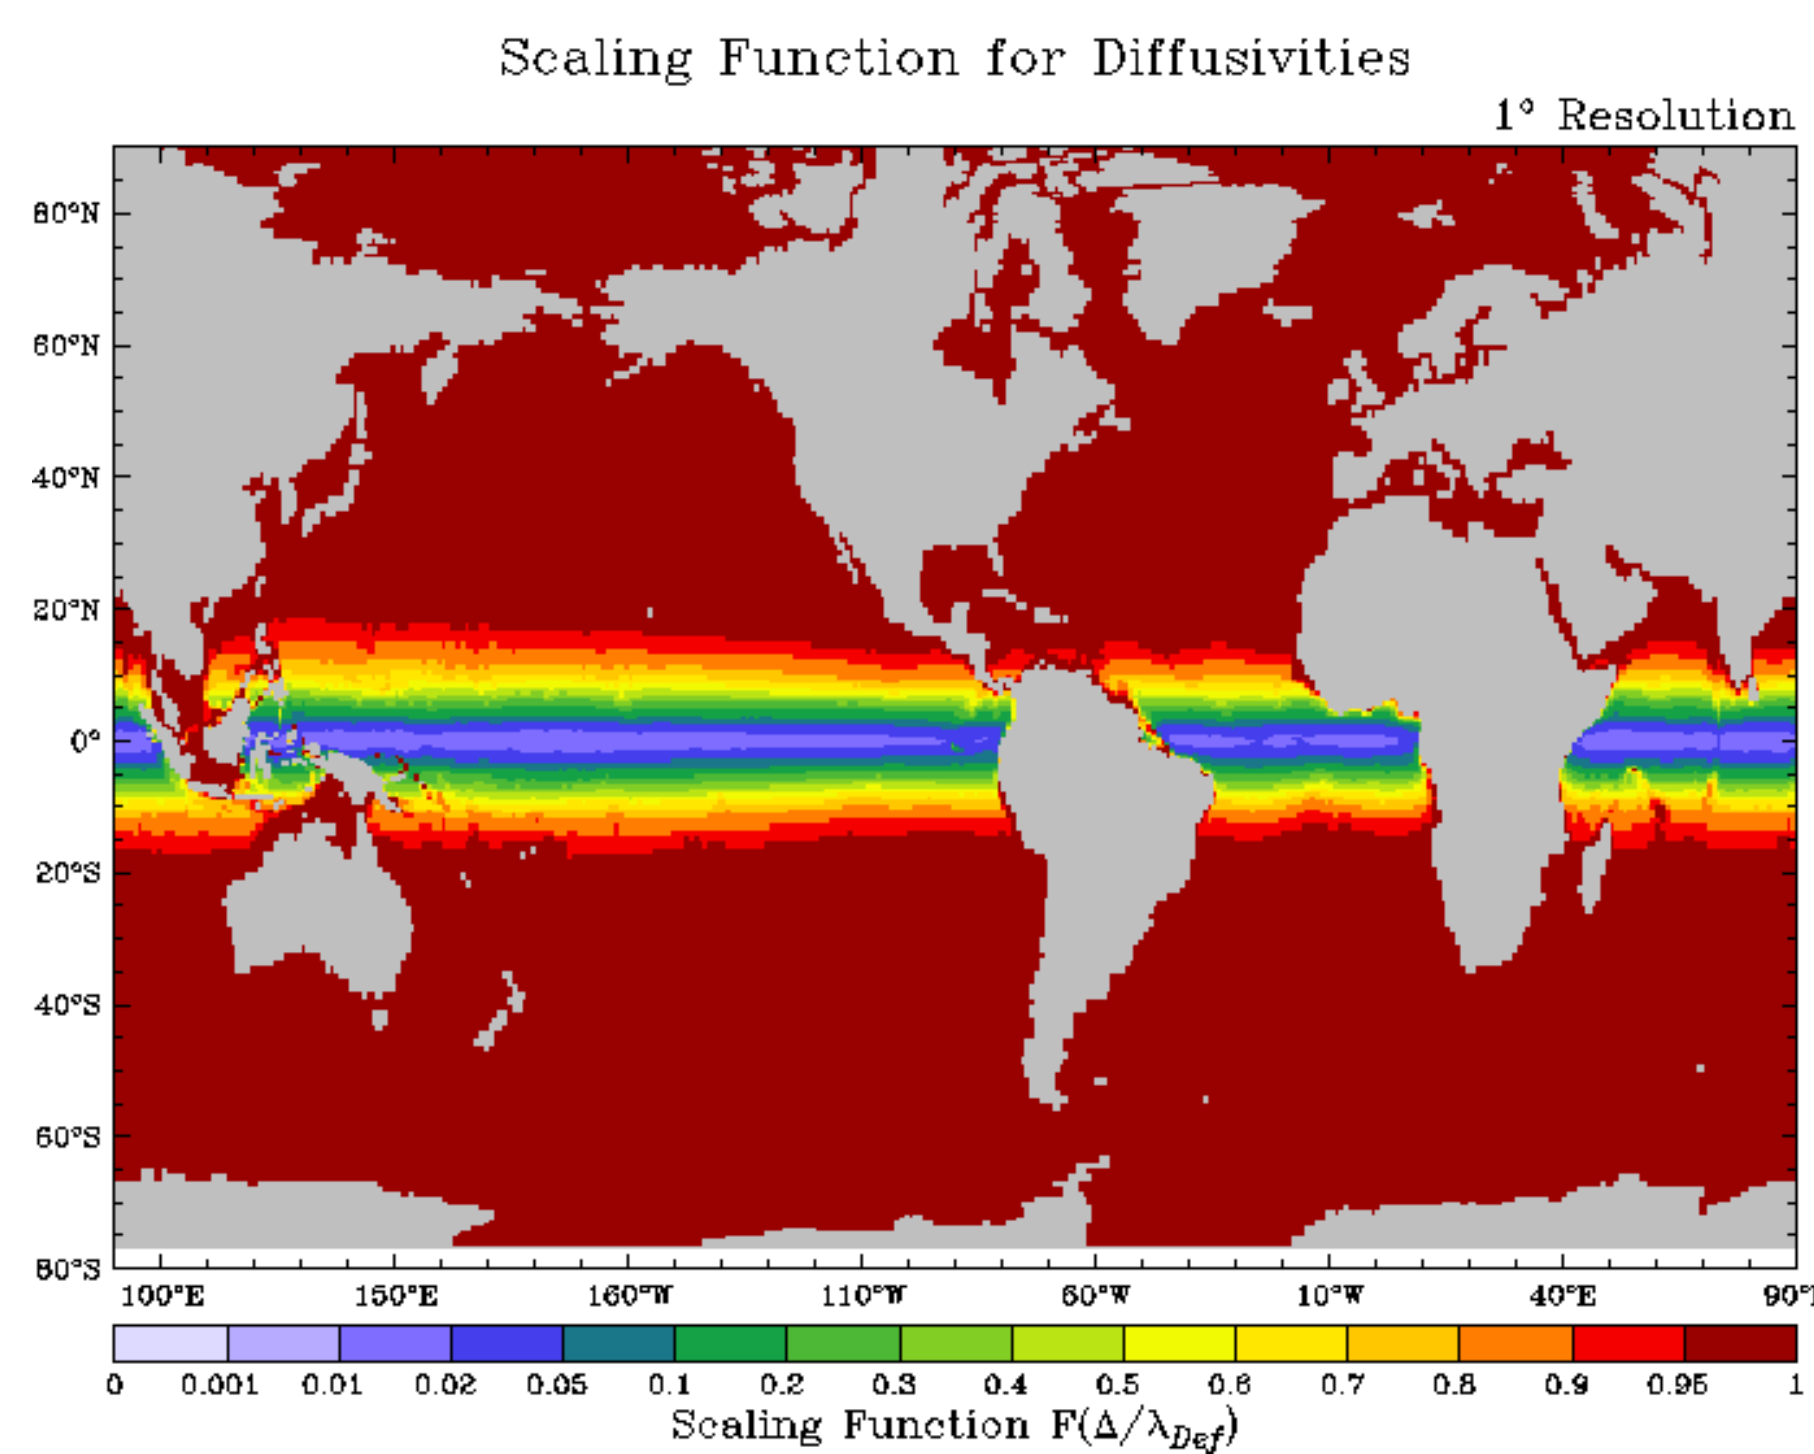 Scaling Function for Diffusivities
1° Resolution
80°N
60°N
40°N
20°N
0°
20°S
40°S
60°S
80°S
100°E 150°E 160°W 110°W 60°W 10°W 40°E 90°
0 0.001 0.01 0.02 0.05 0.1 0.2 0.3 0.4 0.5 0.6 0.7 0.8 0.9 0.95 1
Scaling Function F(Δ/λDef)